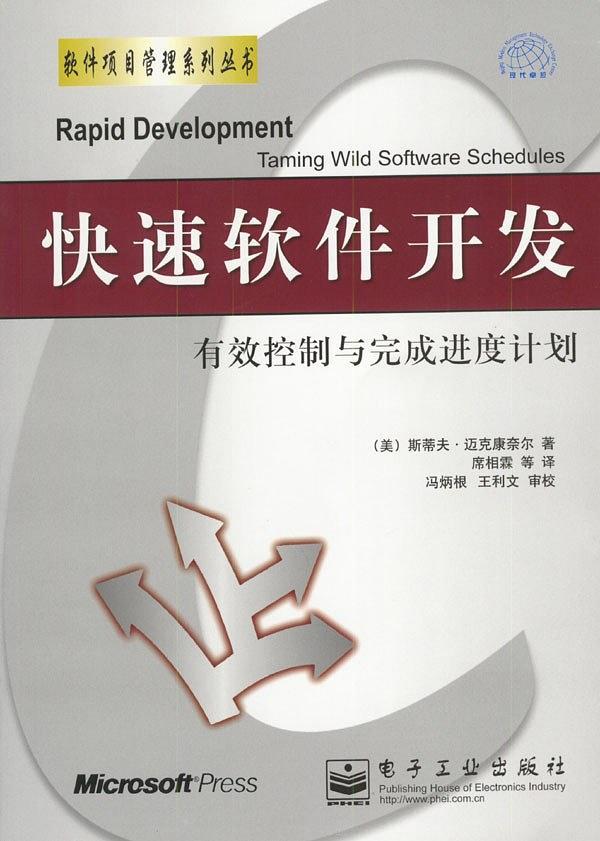 软件项目管理系列丛书
现代卓越
Rapid Development
Taming Wild Software Schedules
快速软件开发
有效控制与完成进度计划
（美）斯蒂夫·迈克康奈尔 著
席相霖 等 译
冯炳根 王利文 审校
Microsoft Press
PHEI
电子工业出版社
Publishing House of Electronics Industry
http://www.phei.com.cn